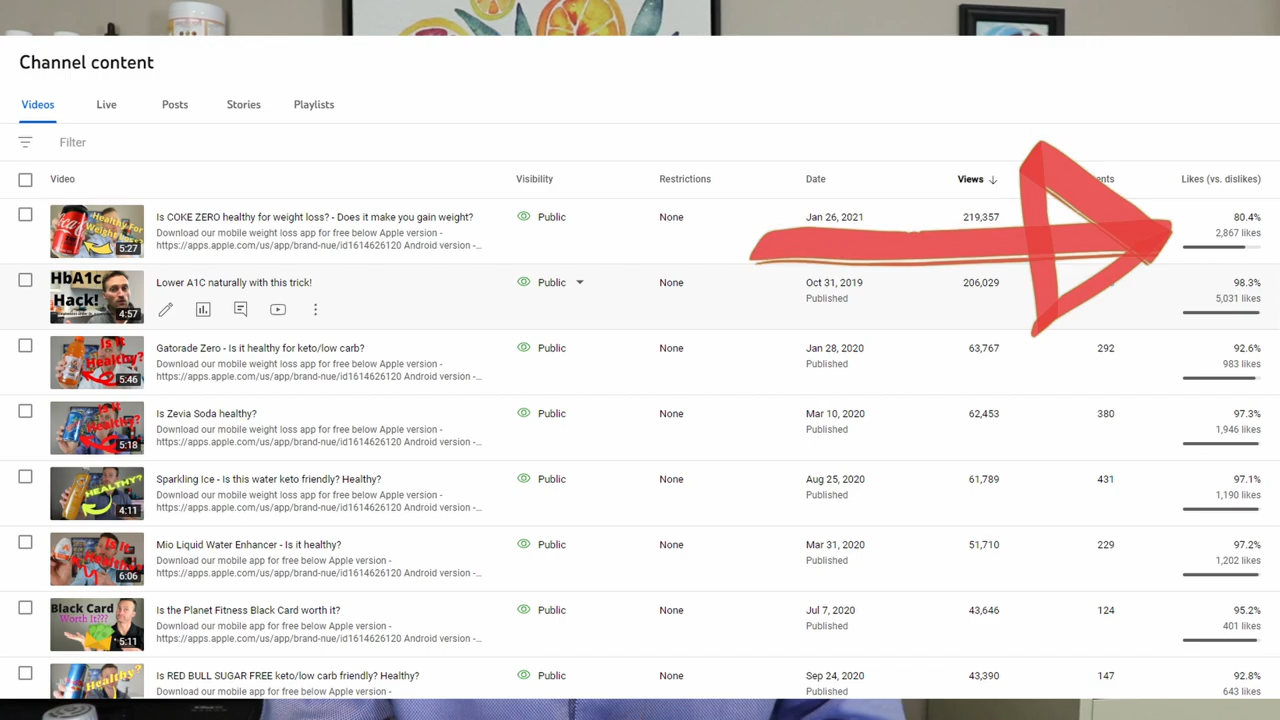 Channel content
Videos Live Posts Stories Playlists
Filter
Video Visibility Restrictions Date Views Likes (vs. dislikes)
Is COKE ZERO healthy for weight loss? - Does it make you gain weight? Public None Jan 26, 2021 219,357 80.4%
Download our mobile weight loss app for free below Apple version - 2,867 likes
https://apps.apple.com/us/app/brand-nue/id1614626120 Android version -...
Healthy For
Weight Loss?
5:27
Lower A1C naturally with this trick! Public None Oct 31, 2019 206,029 98.3%
Published 5,031 likes
HbA1c
Hack!
4:57
Gatorade Zero - Is it healthy for keto/low carb? Public None Jan 28, 2020 63,767 292 92.6%
Download our mobile weight loss app for free below Apple version - Published 983 likes
https://apps.apple.com/us/app/brand-nue/id1614626120 Android version -...
Is It
Healthy?
5:46
Is Zevia Soda healthy? Public None Mar 10, 2020 62,453 380 97.3%
Download our mobile weight loss app for free below Apple version - Published 1,946 likes
https://apps.apple.com/us/app/brand-nue/id1614626120 Android version -...
Is It
Healthy?
5:18
Sparkling Ice - Is this water keto friendly? Healthy? Public None Aug 25, 2020 61,789 431 97.1%
Download our mobile weight loss app for free below Apple version - Published 1,190 likes
https://apps.apple.com/us/app/brand-nue/id1614626120 Android version -...
HEALTHY?
4:11
Mio Liquid Water Enhancer - Is it healthy? Public None Mar 31, 2020 51,710 229 97.2%
Download our mobile weight loss app for free below Apple version - Published 1,202 likes
https://apps.apple.com/us/app/brand-nue/id1614626120 Android version -...
Is It
Healthy?
6:06
Is the Planet Fitness Black Card worth it? Public None Jul 7, 2020 43,646 124 95.2%
Download our mobile weight loss app for free below Apple version - Published 401 likes
https://apps.apple.com/us/app/brand-nue/id1614626120 Android version -...
Black Card
Worth It???
5:11
Is RED BULL SUGAR FREE keto/low carb friendly? Healthy? Public None Sep 24, 2020 43,390 147 92.8%
Download our mobile weight loss app for free below Apple version - Published 643 likes
Healthy?